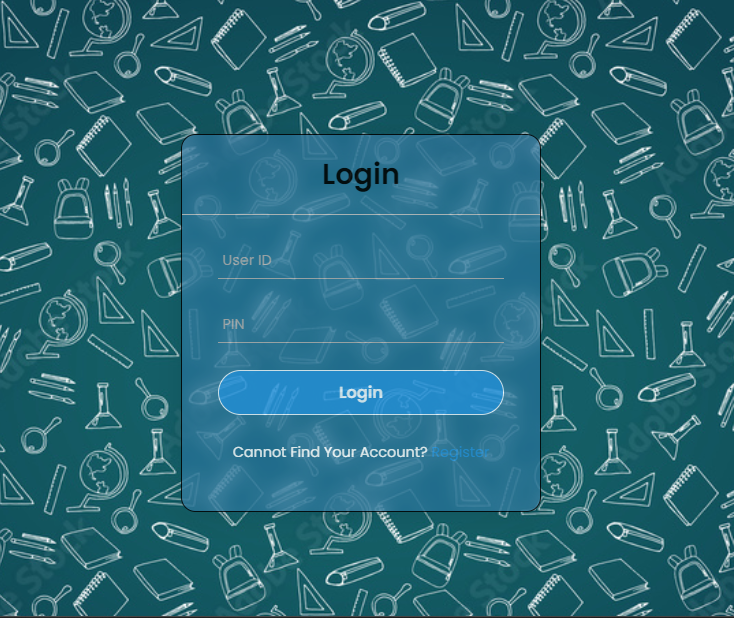 Login
User ID
PIN
Login
Cannot Find Your Account? Register